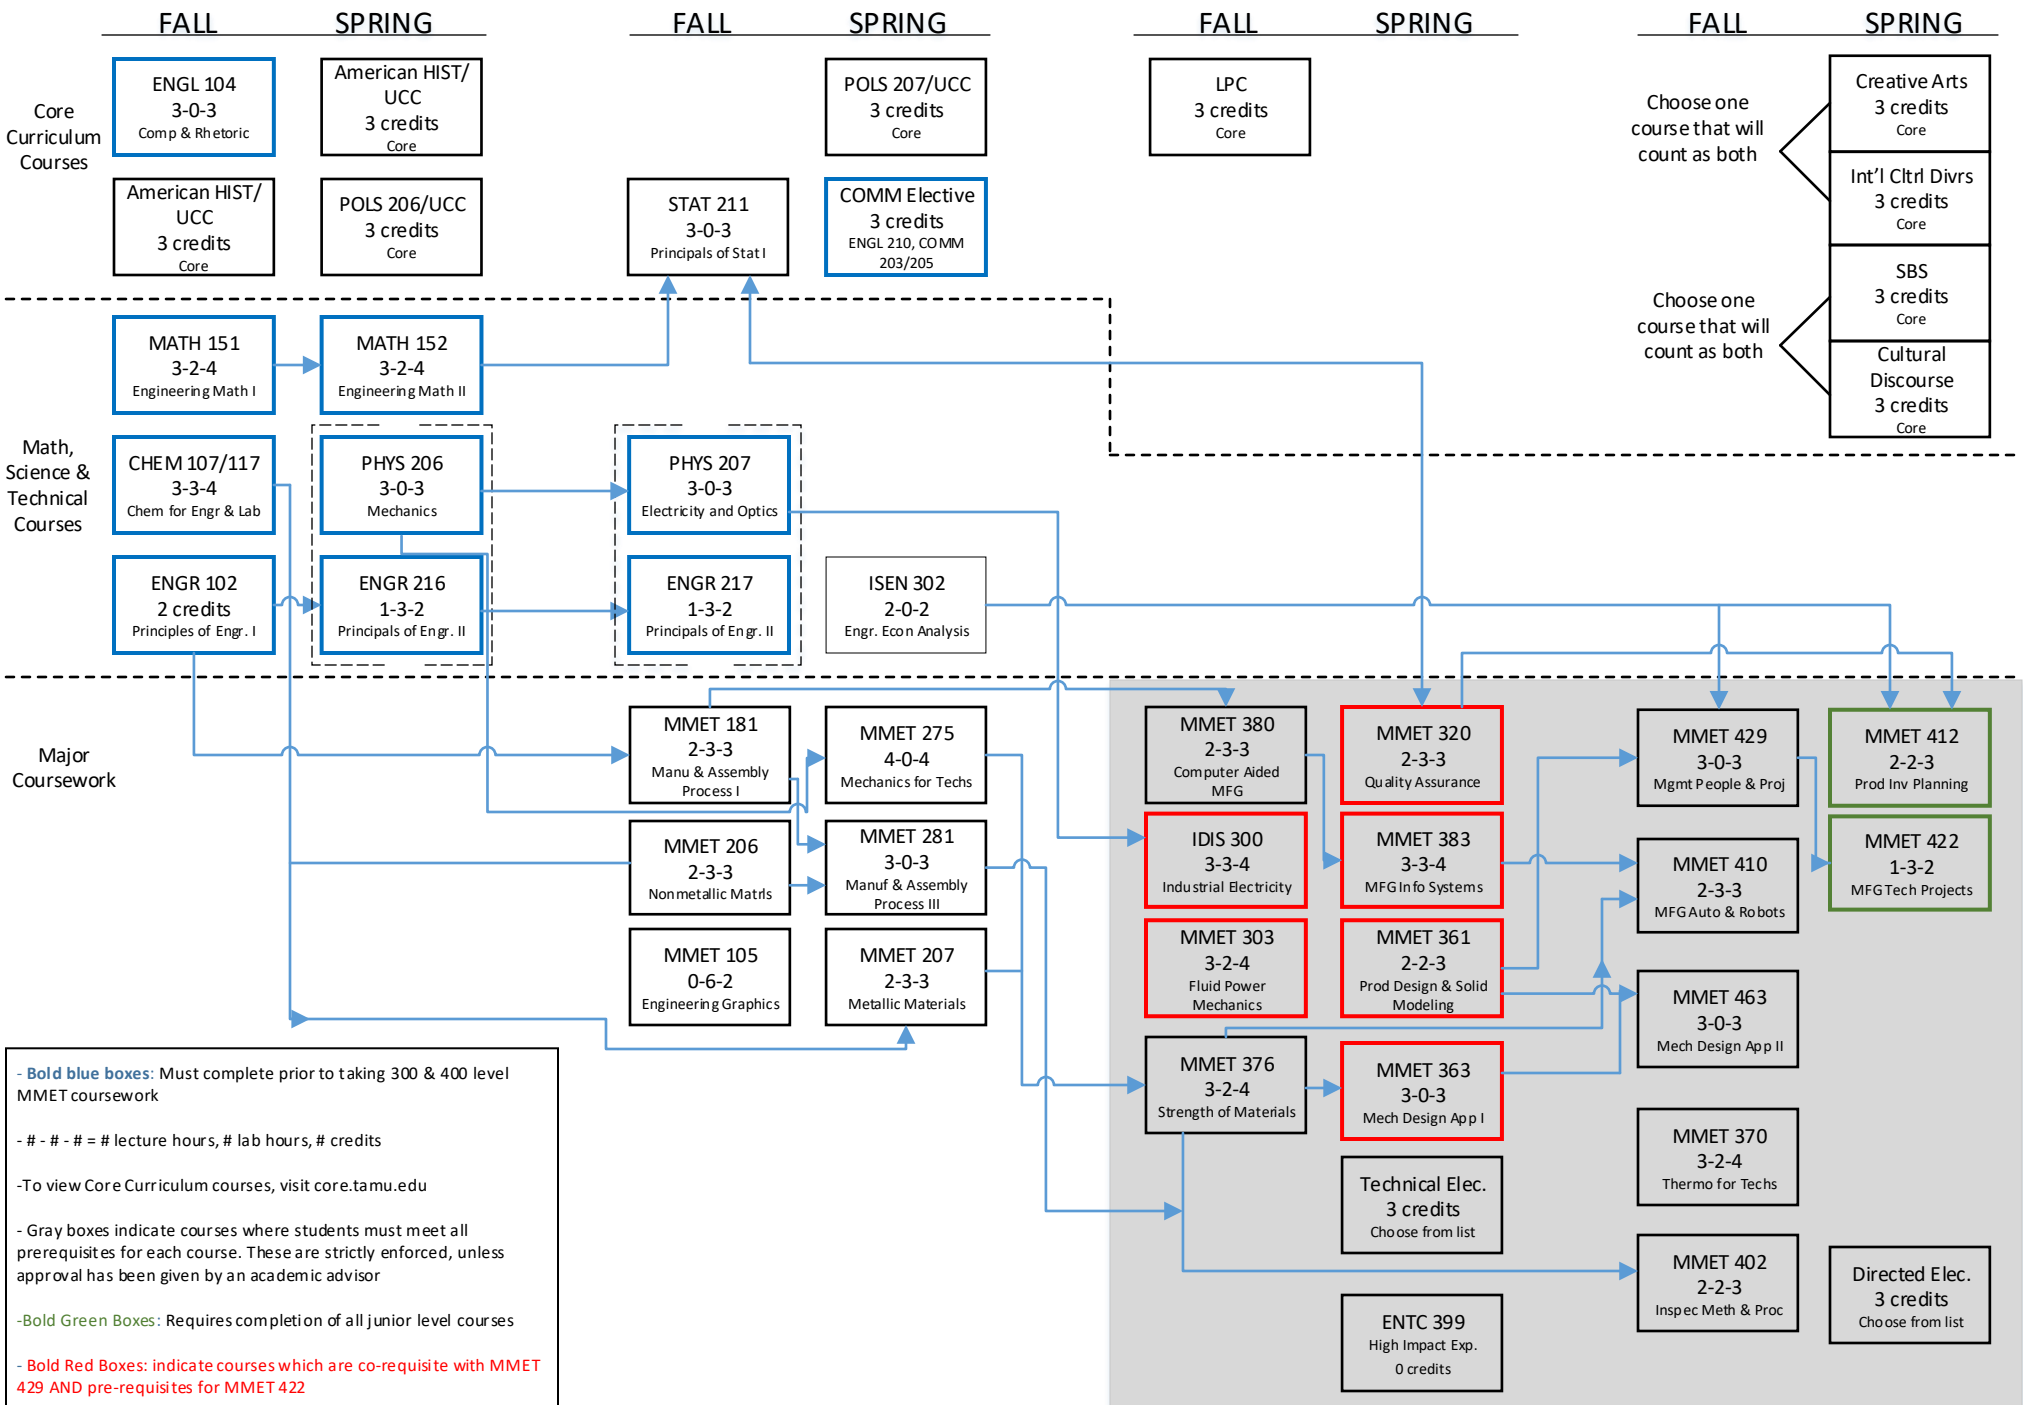 FALL
SPRING
FALL
SPRING
FALL
SPRING
FALL
SPRING
Core
Curriculum
Courses
ENGL 104
3-0-3
Comp & Rhetoric
American HIST/
UCC
3 credits
Core
POLS 207/UCC
3 credits
Core
LPC
3 credits
Core
Choose one
course that will
count as both
Creative Arts
3 credits
Core
Int'l Cltrl Divrs
3 credits
Core
American HIST/
UCC
3 credits
Core
POLS 206/UCC
3 credits
Core
STAT 211
3-0-3
Principals of Stat I
COMM Elective
3 credits
ENGL 210, COMM
203/205
Choose one
course that will
count as both
SBS
3 credits
Core
Cultural
Discourse
3 credits
Core
Math,
Science &
Technical
Courses
MATH 151
3-2-4
Engineering Math I
MATH 152
3-2-4
Engineering Math II
CHEM 107/117
3-3-4
Chem for Engr & Lab
PHYS 206
3-0-3
Mechanics
PHYS 207
3-0-3
Electricity and Optics
ENGR 102
2 credits
Principles of Engr. I
ENGR 216
1-3-2
Principals of Engr. II
ENGR 217
1-3-2
Principals of Engr. II
ISEN 302
2-0-2
Engr. Econ Analysis
Major
Coursework
MMET 181
2-3-3
Manu & Assembly
Process I
MMET 275
4-0-4
Mechanics for Techs
MMET 380
2-3-3
Computer Aided
MFG
MMET 320
2-3-3
Quality Assurance
MMET 429
3-0-3
Mgmt People & Proj
MMET 412
2-2-3
Prod Inv Planning
MMET 206
2-3-3
Nonmetallic Matrls
MMET 281
3-0-3
Manuf & Assembly
Process III
IDIS 300
3-3-4
Industrial Electricity
MMET 383
3-3-4
MFG Info Systems
MMET 410
2-3-3
MFG Auto & Robots
MMET 422
1-3-2
MFG Tech Projects
MMET 105
0-6-2
Engineering Graphics
MMET 207
2-3-3
Metallic Materials
MMET 303
3-2-4
Fluid Power
Mechanics
MMET 361
2-2-3
Prod Design & Solid
Modeling
MMET 463
3-0-3
Mech Design App II
MMET 376
3-2-4
Strength of Materials
MMET 363
3-0-3
Mech Design App I
MMET 370
3-2-4
Thermo for Techs
Technical Elec.
3 credits
Choose from list
MMET 402
2-2-3
Inspec Meth & Proc
Directed Elec.
3 credits
Choose from list
ENTC 399
High Impact Exp.
0 credits
- Bold blue boxes: Must complete prior to taking 300 & 400 level
MMET coursework
- # - # - # = # lecture hours, # lab hours, # credits
-To view Core Curriculum courses, visit core.tamu.edu
- Gray boxes indicate courses where students must meet all
prerequisites for each course. These are strictly enforced, unless
approval has been given by an academic advisor
-Bold Green Boxes: Requires completion of all junior level courses
- Bold Red Boxes: indicate courses which are co-requisite with MMET
429 AND pre-requisites for MMET 422